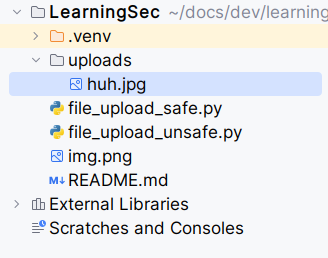 LearningSec ~/docs/dev/learning
.venv
uploads
huh.jpg
file_upload_safe.py
file_upload_unsafe.py
img.png
M↓ README.md
External Libraries
Scratches and Consoles